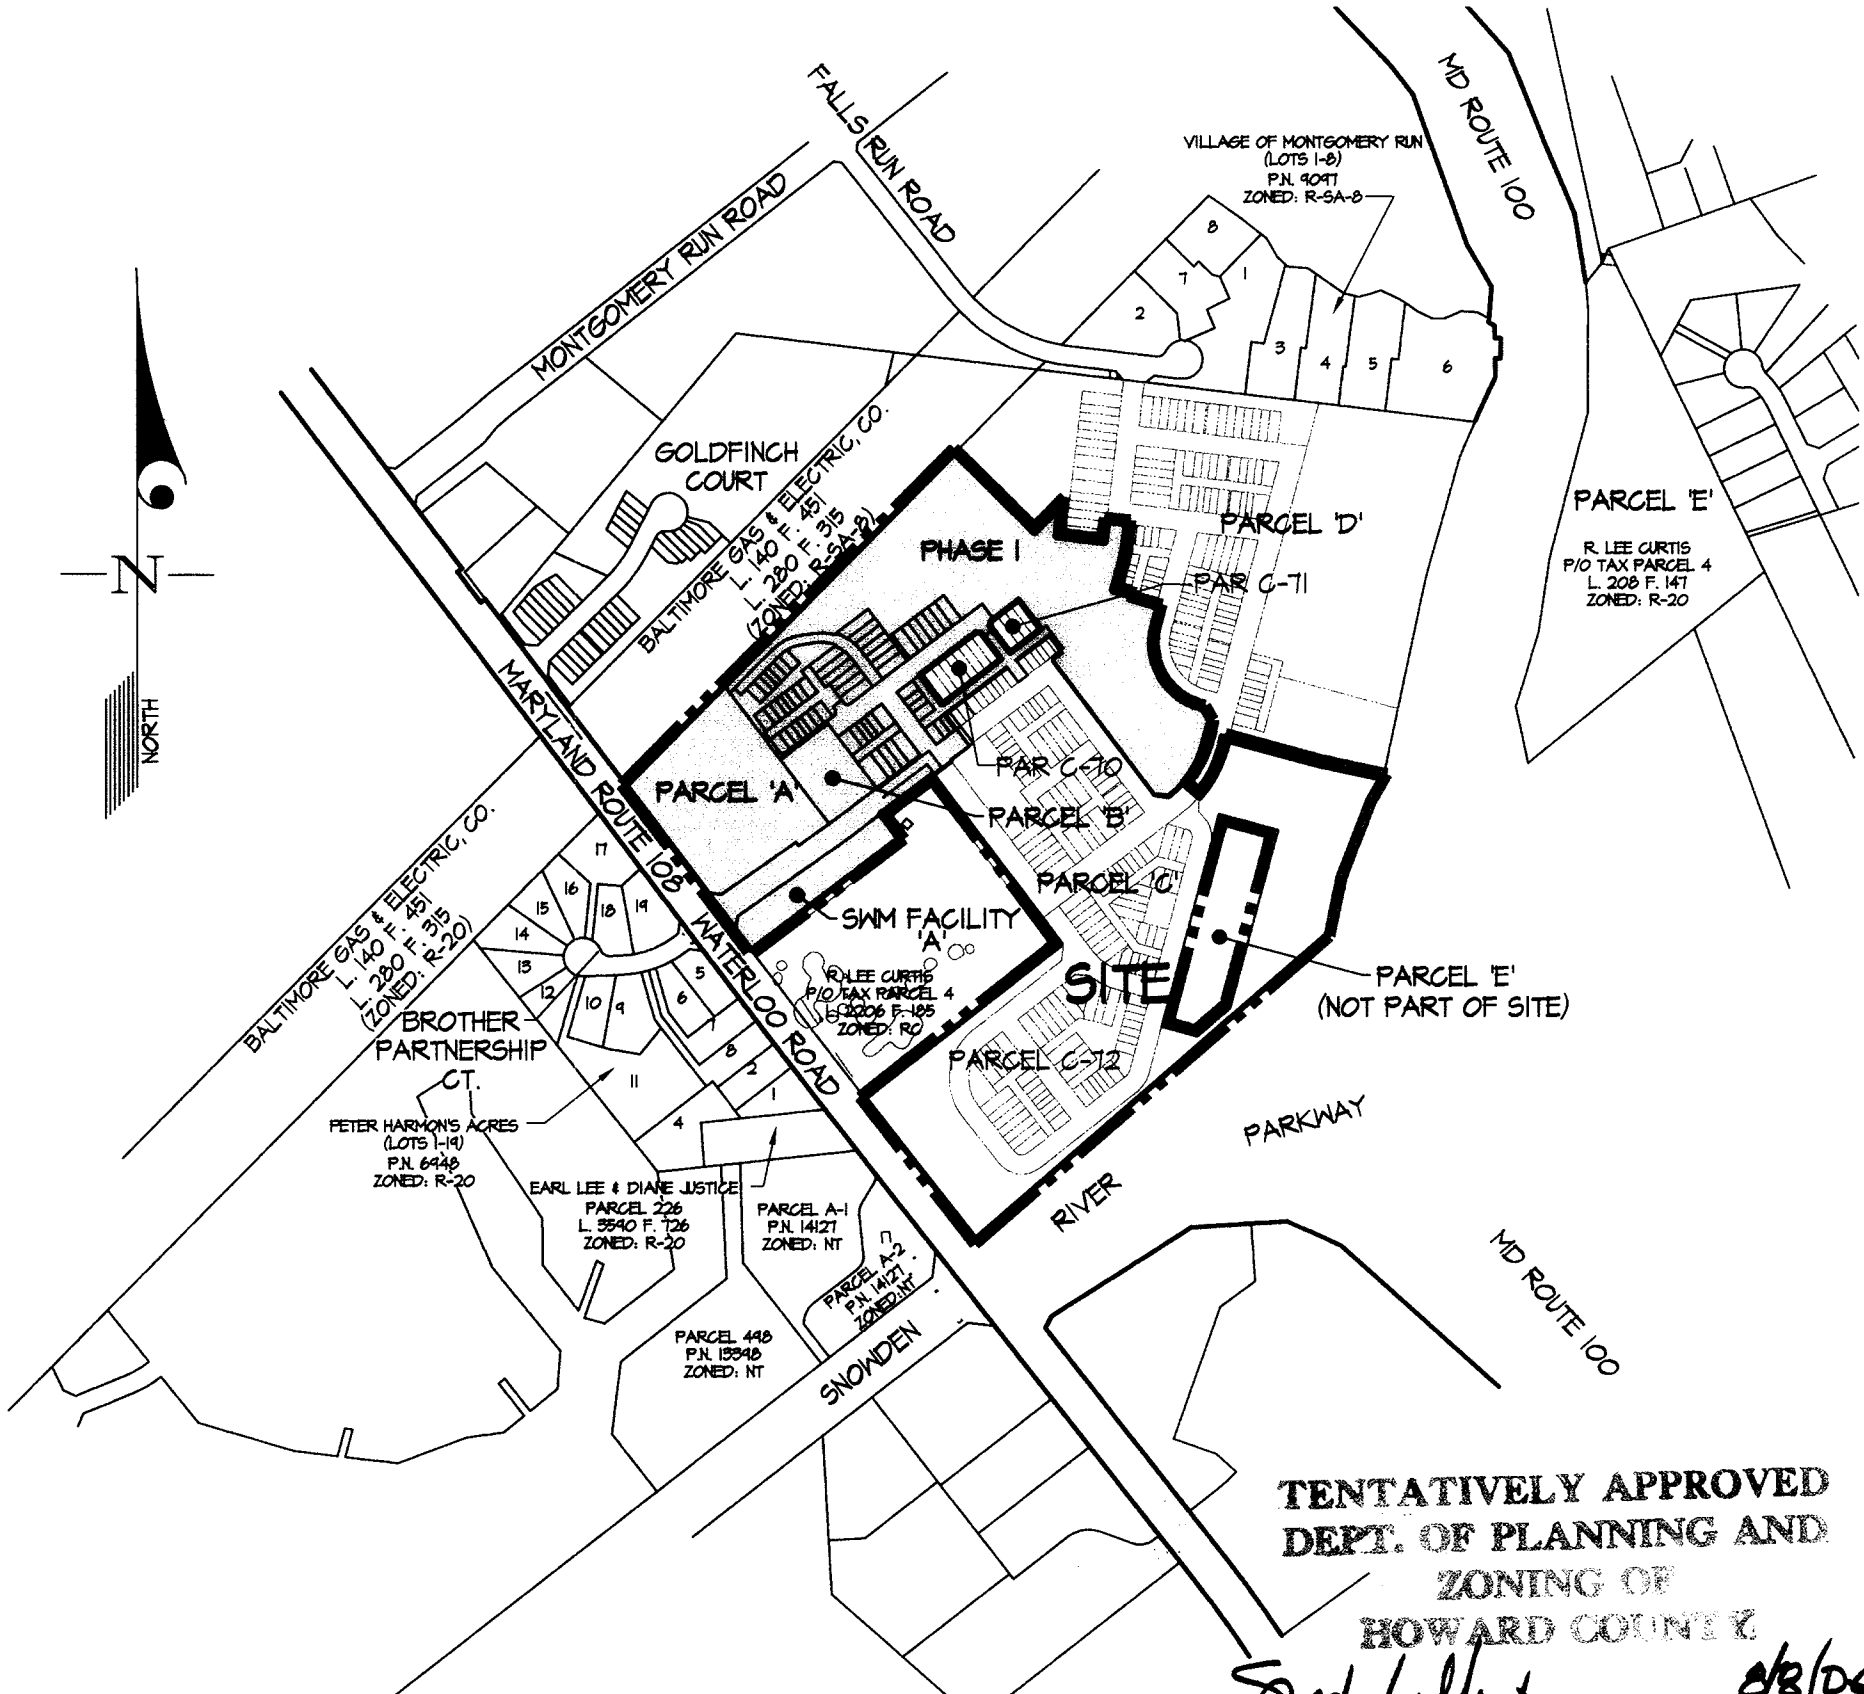 FALLS RUN ROAD
MD ROUTE 100
VILLAGE OF MONTGOMERY RUN
(LOTS 1-8)
P.N. 9097
ZONED: R-SA-8
MONTGOMERY RUN ROAD
8
7
1
2
3
4
5
6
GOLDFINCH
COURT
BALTIMORE GAS & ELECTRIC, CO.
L. 140 F. 451
L. 280 F. 315
(ZONED: R-SA-8)
PHASE I
PARCEL 'D'
PARCEL 'E'
R. LEE CURTIS
P/O TAX PARCEL 4
L. 208 F. 147
ZONED: R-20
N
NORTH
PAR C-71
MARYLAND ROUTE 108
PARCEL 'A'
PAR C-70
PARCEL 'B'
PARCEL 'C'
SWM FACILITY
'A'
WATERLOO ROAD
SITE
PARCEL 'E'
(NOT PART OF SITE)
R. LEE CURTIS
P/O TAX PARCEL 4
L. 2206 F. 185
ZONED: RC
PARCEL C-72
BALTIMORE GAS & ELECTRIC, CO.
L. 140 F. 451
L. 280 F. 315
(ZONED: R-20)
17
16
15
18
19
14
13
12
10
9
5
6
7
8
2
1
11
4
BROTHER
PARTNERSHIP
CT.
PETER HARMON'S ACRES
(LOTS 1-19)
P.N. 6948
ZONED: R-20
EARL LEE & DIANE JUSTICE
PARCEL 226
L. 3540 F. 726
ZONED: R-20
PARCEL A-1
P.N. 14127
ZONED: NT
PARCEL A-2
P.N. 14127
ZONED: NT
PARCEL 498
P.N. 13398
ZONED: NT
SNOWDEN
RIVER
PARKWAY
MD ROUTE 100
TENTATIVELY APPROVED
DEPT. OF PLANNING AND
ZONING OF
HOWARD COUNTY